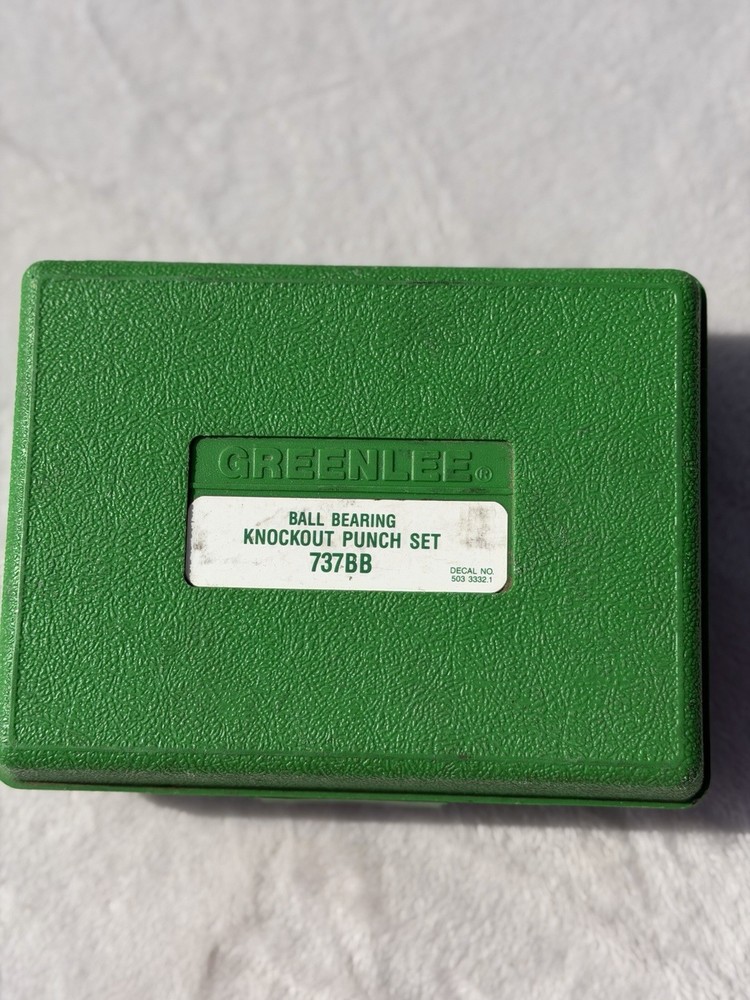 GREENLEE®
BALL BEARING
KNOCKOUT PUNCH SET
737BB
DECAL NO.
503 3332.1